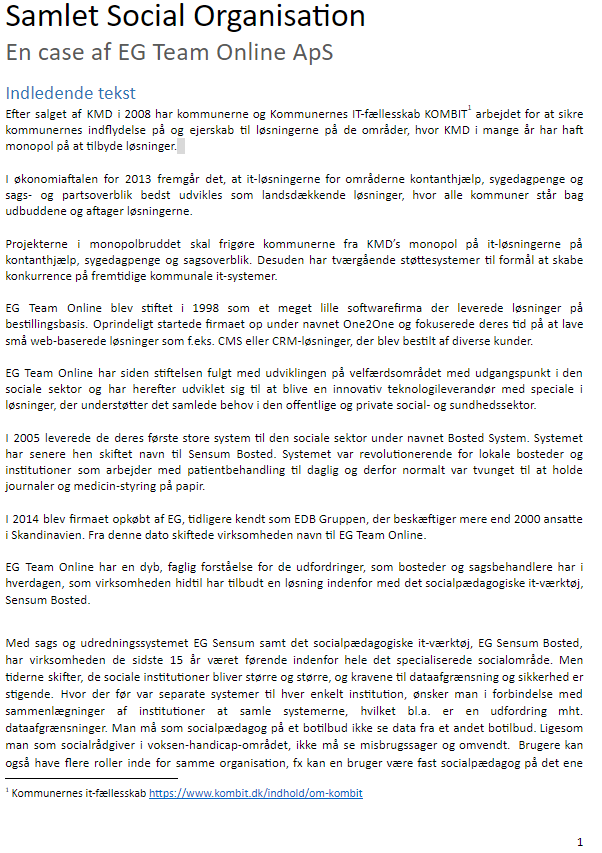 Samlet Social Organisation
En case af EG Team Online ApS
Indledende tekst
Efter salget af KMD i 2008 har kommunerne og Kommunernes IT-fællesskab KOMBIT1 arbejdet for at sikre
kommunernes indflydelse på og ejerskab til løsningerne på de områder, hvor KMD i mange år har haft
monopol på at tilbyde løsninger.
I økonomiaftalen for 2013 fremgår det, at it-løsningerne for områderne kontanthjælp, sygedagpenge og
sags- og partsoverblik bedst udvikles som landsdækkende løsninger, hvor alle kommuner står bag
udbuddene og aftager løsningerne.
Projekterne i monopolbruddet skal frigøre kommunerne fra KMD's monopol på it-løsningerne på
kontanthjælp, sygedagpenge og sagsoverblik. Desuden har tværgående støttesystemer til formål at skabe
konkurrence på fremtidige kommunale it-systemer.
EG Team Online blev stiftet i 1998 som et meget lille softwarefirma der leverede løsninger på
bestillingsbasis. Oprindeligt startede firmaet op under navnet One2One og fokuserede deres tid på at lave
små web-baserede løsninger som f.eks. CMS eller CRM-løsninger, der blev bestilt af diverse kunder.
EG Team Online har siden stiftelsen fulgt med udviklingen på velfærdsområdet med udgangspunkt i den
sociale sektor og har herefter udviklet sig til at blive en innovativ teknologileverandør med speciale i
løsninger, der understøtter det samlede behov i den offentlige og private social- og sundhedssektor.
I 2005 leverede de deres første store system til den sociale sektor under navnet Bosted System. Systemet
har senere hen skiftet navn til Sensum Bosted. Systemet var revolutionerende for lokale bosteder og
institutioner som arbejder med patientbehandling til daglig og derfor normalt var tvunget til at holde
journaler og medicin-styring på papir.
I 2014 blev firmaet opkøbt af EG, tidligere kendt som EDB Gruppen, der beskæftiger mere end 2000 ansatte
i Skandinavien. Fra denne dato skiftede virksomheden navn til EG Team Online.
EG Team Online har en dyb, faglig forståelse for de udfordringer, som bosteder og sagsbehandlere har i
hverdagen, som virksomheden hidtil har tilbudt en løsning indenfor med det socialpædagogiske it-værktøj,
Sensum Bosted.
Med sags og udredningssystemet EG Sensum samt det socialpædagogiske it-værktøj, EG Sensum Bosted,
har virksomheden de sidste 15 år været førende indenfor hele det specialiserede socialområde. Men
tiderne skifter, de sociale institutioner bliver større og større, og kravene til dataafgrænsning og sikkerhed er
stigende. Hvor der før var separate systemer til hver enkelt institution, ønsker man i forbindelse med
sammenlægninger af institutioner at samle systemerne, hvilket bl.a. er en udfordring mht.
dataafgrænsninger. Man må som socialpædagog på et botilbud ikke se data fra et andet botilbud. Ligesom
man som socialrådgiver i voksen-handicap-området, ikke må se misbrugssager og omvendt. Brugere kan
også have flere roller inde for samme organisation, fx kan en bruger være fast socialpædagog på det ene
1 Kommunernes it-fællesskab https://www.kombit.dk/indhold/om-kombit
1